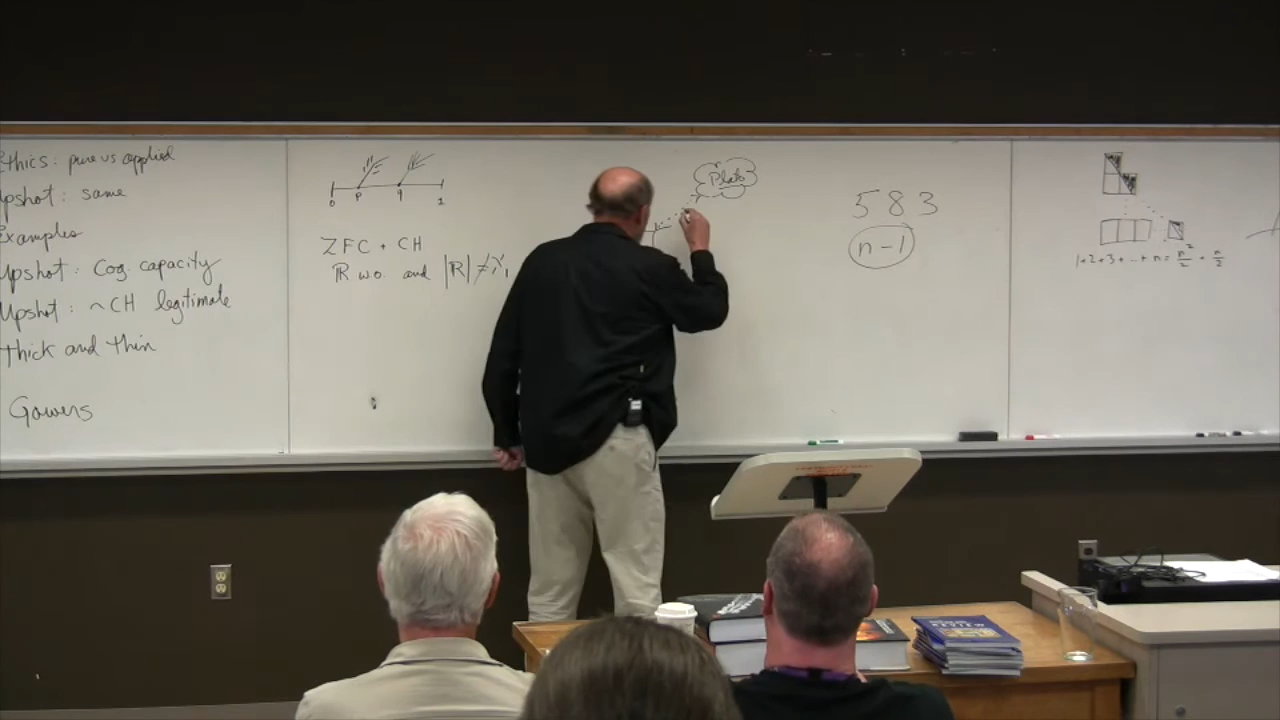 Ethics: pure vs applied
Upshot: same
Examples
Upshot: Cog. capacity
Upshot: ~CH legitimate
Thick and thin
Gowers
0 p q 1
ZFC + CH
ℝ w.o. and |ℝ| ≠ ℵ₁
Plato
583
n-1
1+2+3+...+n = n²/2 + n/2